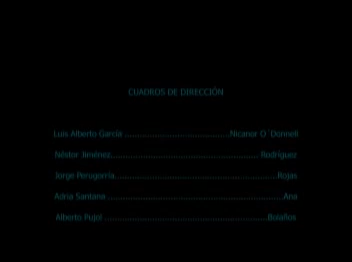 CUADROS DE DIRECCIÓN
Luis Alberto García ........................................Nicanor O ´Donnell
Néstor Jiménez......................................................... Rodríguez
Jorge Perugorría..............................................................Rojas
Adria Santana ...................................................................Ana
Alberto Pujol ..............................................................Bolaños